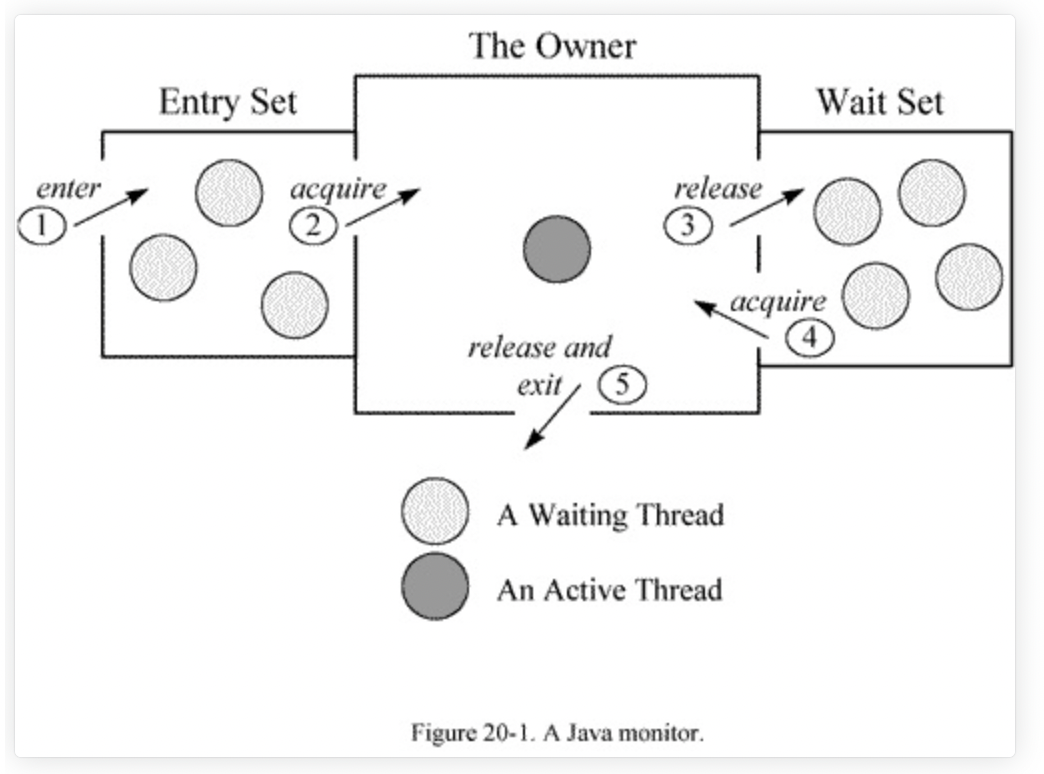 The Owner
Entry Set
Wait Set
enter
1
acquire
2
release
3
acquire
4
release and
exit
5
A Waiting Thread
An Active Thread
Figure 20-1. A Java monitor.